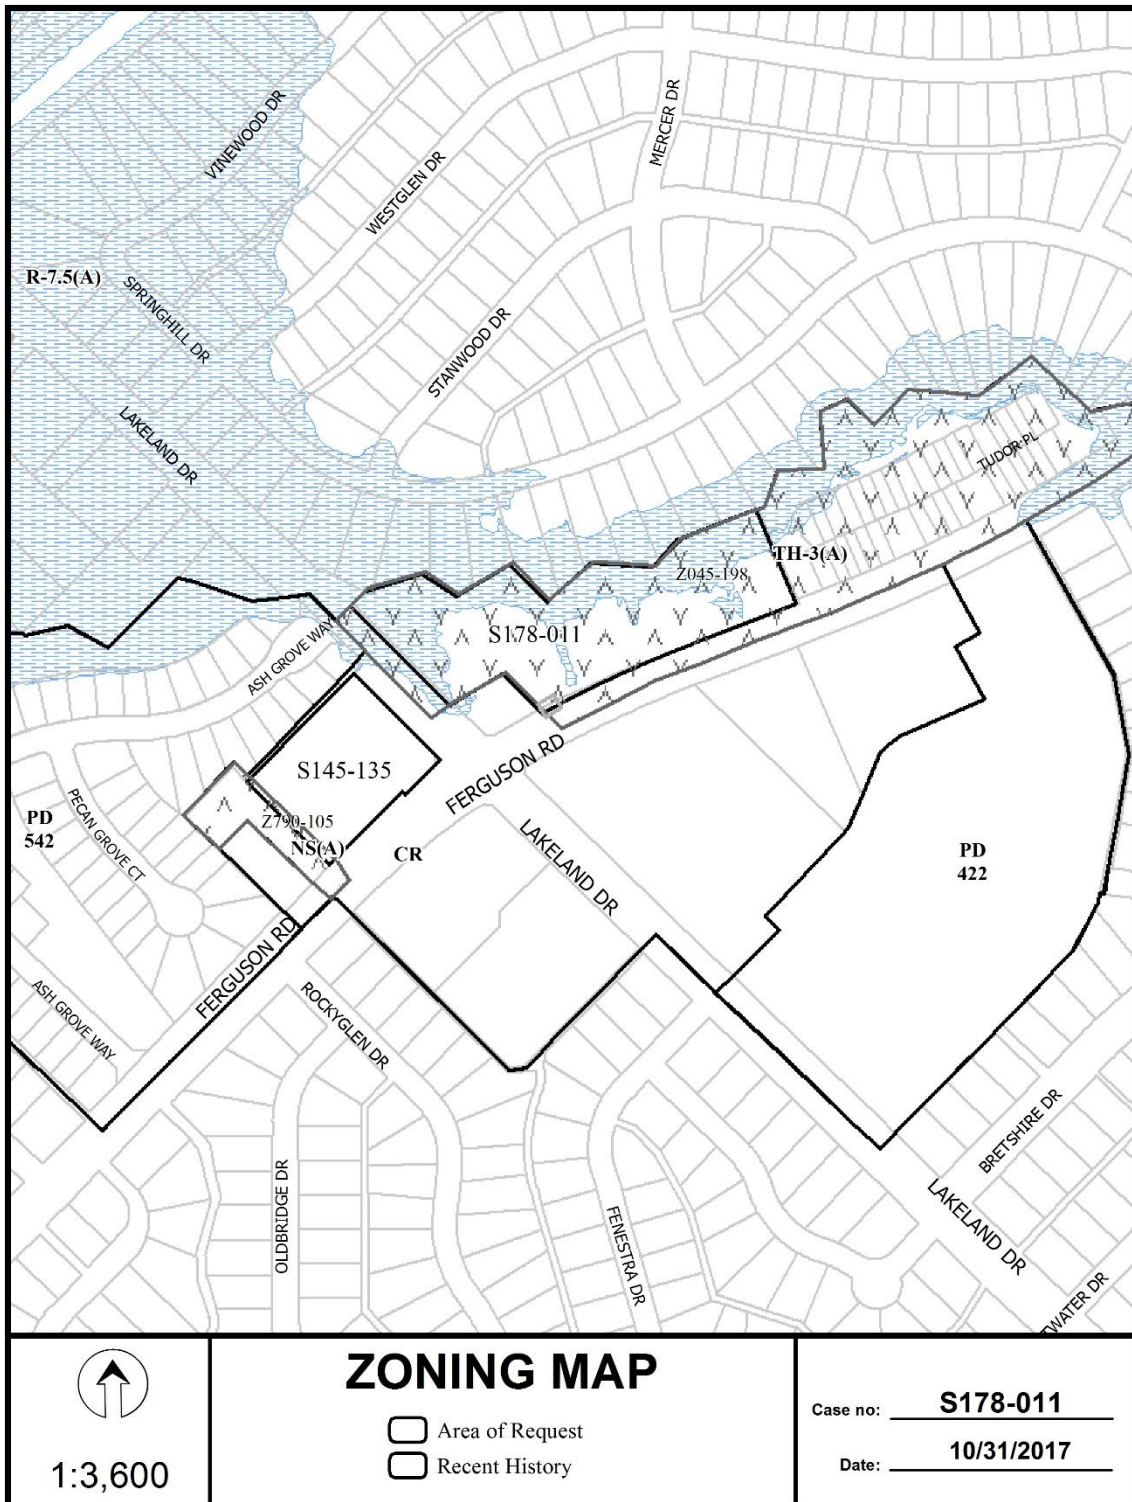 VINEWOOD DR
WESTGLEN DR
MERCER DR
R-7.5(A)
SPRINGHILL DR
STANWOOD DR
LAKELAND DR
TUDOR PL
TH-3(A)
Z045-198
S178-011
ASH GROVE WAY
S145-135
FERGUSON RD
PECAN GROVE CT
PD
542
Z790-105
NS(A)
CR
LAKELAND DR
PD
422
FERGUSON RD
ASH GROVE WAY
ROCKYGLEN DR
OLDBRIDGE DR
FENESTRA DR
BRETSHIRE DR
LAKELAND DR
TWATER DR
1:3,600
ZONING MAP
Area of Request
Recent History
Case no: S178-011
Date: 10/31/2017